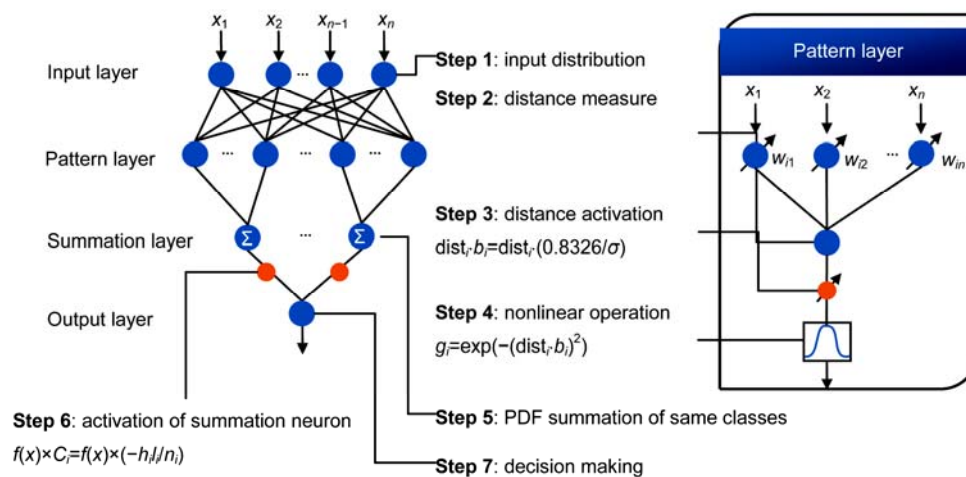 x1 x2 xn−1 xn
Input layer
...
Step 1: input distribution
Step 2: distance measure
Pattern layer
... ... ...
Summation layer
Σ ... Σ
Step 3: distance activation
disti·bi=disti·(0.8326/σ)
Output layer
Step 4: nonlinear operation
gi=exp(−(disti·bi)²)
Step 6: activation of summation neuron
f(x)×Ci=f(x)×(−hili/ni)
Step 5: PDF summation of same classes
Step 7: decision making
Pattern layer
x1 x2 xn
wi1 wi2 ... win